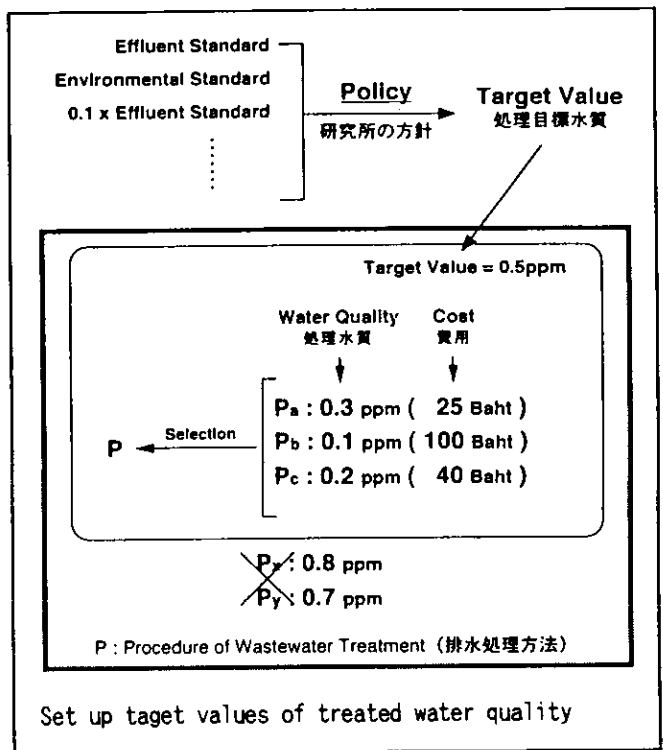 Effluent Standard
Environmental Standard
0.1 x Effluent Standard
Policy
研究所の方針
Target Value
処理目標水質
Target Value = 0.5ppm
Water Quality
処理水質
Cost
費用
Pa : 0.3 ppm ( 25 Baht )
Pb : 0.1 ppm ( 100 Baht )
Pc : 0.2 ppm ( 40 Baht )
Selection
P
Px : 0.8 ppm
Py : 0.7 ppm
P : Procedure of Wastewater Treatment (排水処理方法)
Set up taget values of treated water quality